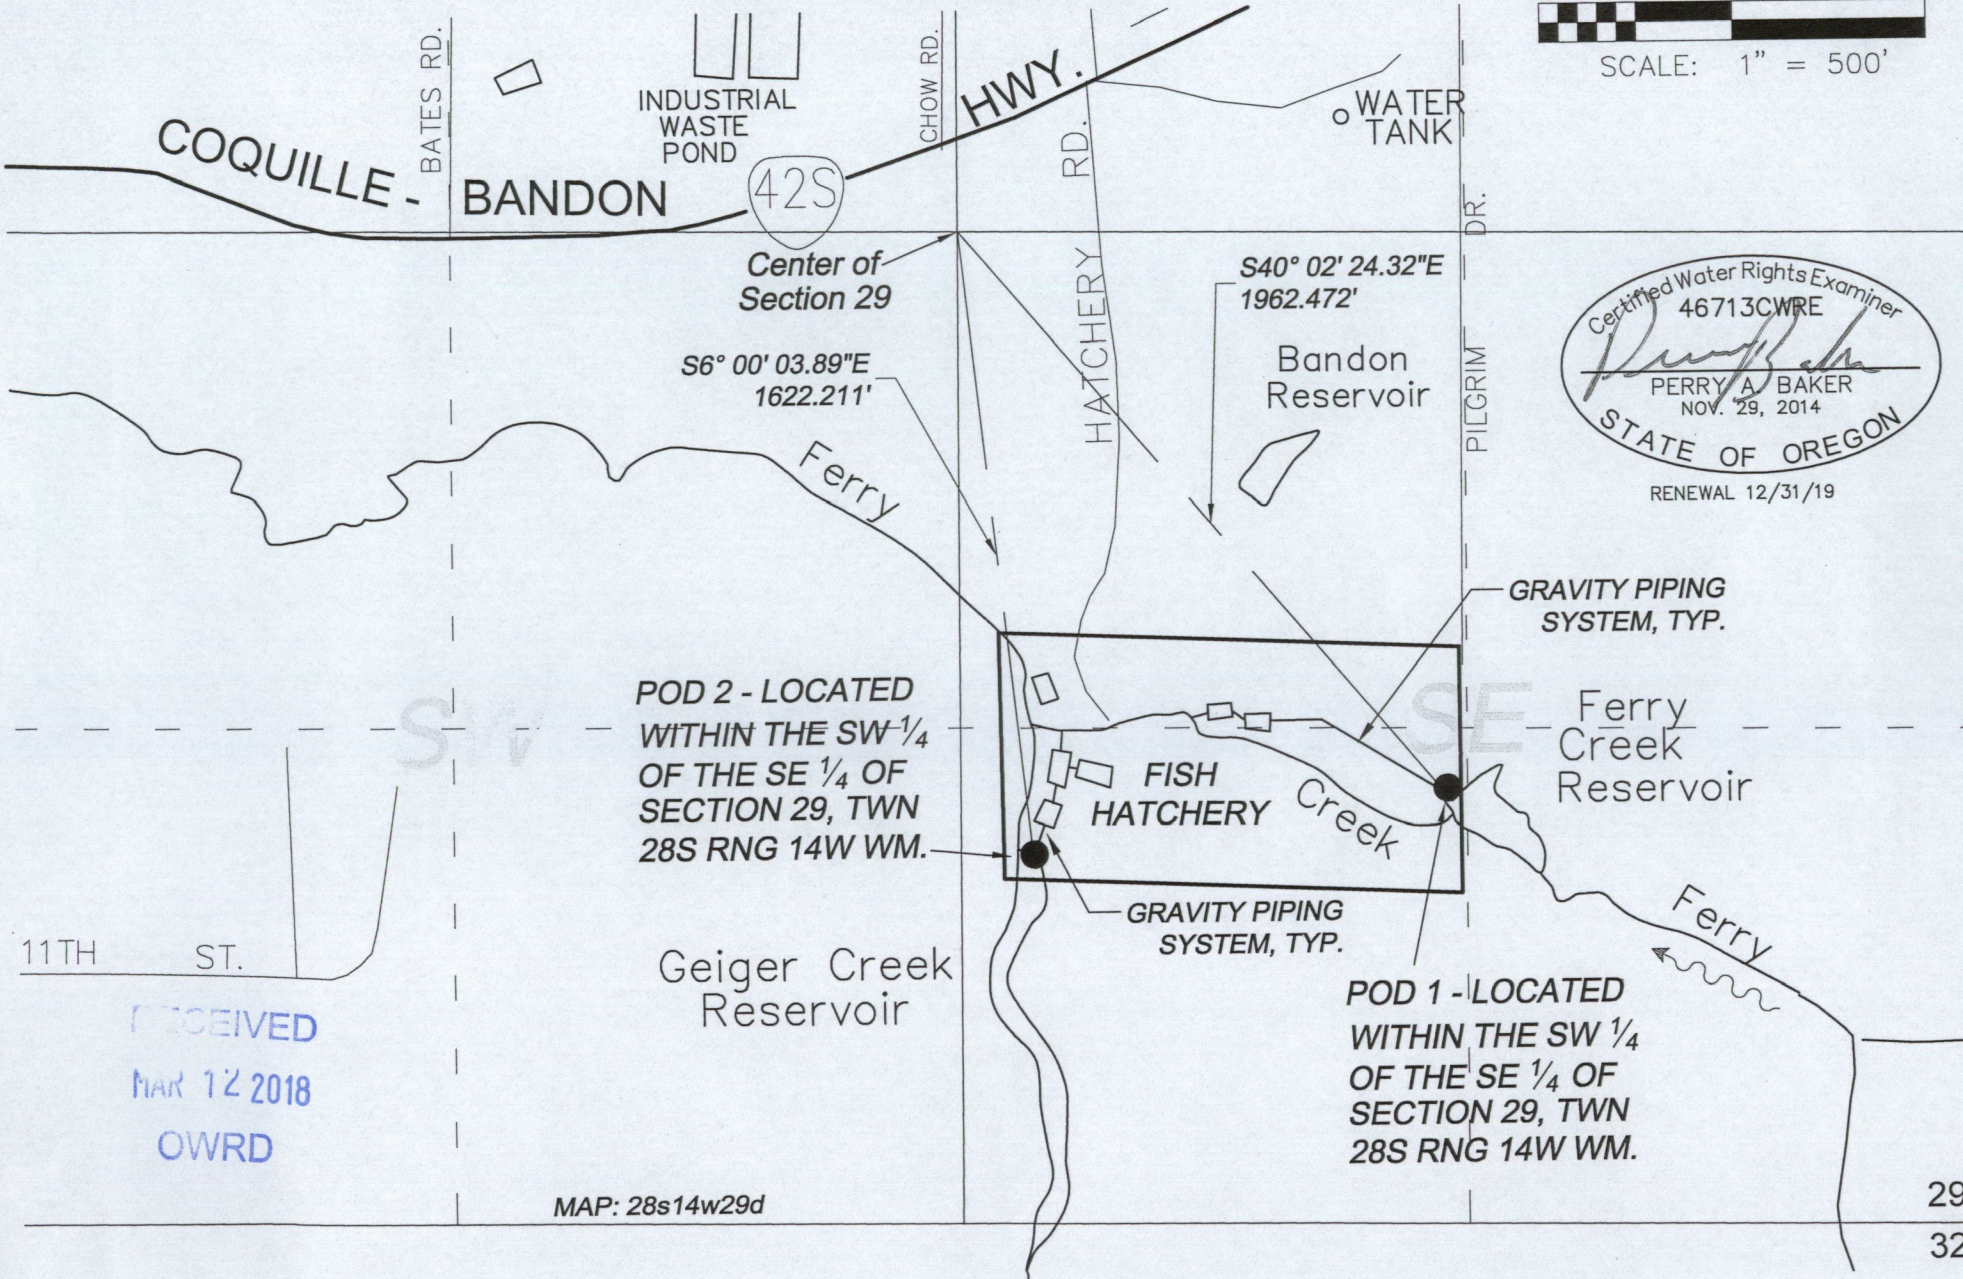 SCALE: 1" = 500'
BATES RD.
INDUSTRIAL
WASTE
POND
CHOW RD.
HWY.
RD.
WATER
TANK
COQUILLE - BANDON
42S
DR.
Center of
Section 29
HATCHERY
S40° 02' 24.32"E
1962.472'
Certified Water Rights Examiner
46713CWRE
PERRY A. BAKER
NOV. 29, 2014
STATE OF OREGON
RENEWAL 12/31/19
S6° 00' 03.89"E
1622.211'
Bandon
Reservoir
PILGRIM
Ferry
GRAVITY PIPING
SYSTEM, TYP.
SW
SE
POD 2 - LOCATED
WITHIN THE SW 1/4
OF THE SE 1/4 OF
SECTION 29, TWN
28S RNG 14W WM.
FISH
HATCHERY
Creek
Ferry
Creek
Reservoir
GRAVITY PIPING
SYSTEM, TYP.
Ferry
11TH ST.
Geiger Creek
Reservoir
POD 1 - LOCATED
WITHIN THE SW 1/4
OF THE SE 1/4 OF
SECTION 29, TWN
28S RNG 14W WM.
RECEIVED
MAR 12 2018
OWRD
MAP: 28s14w29d
29
32